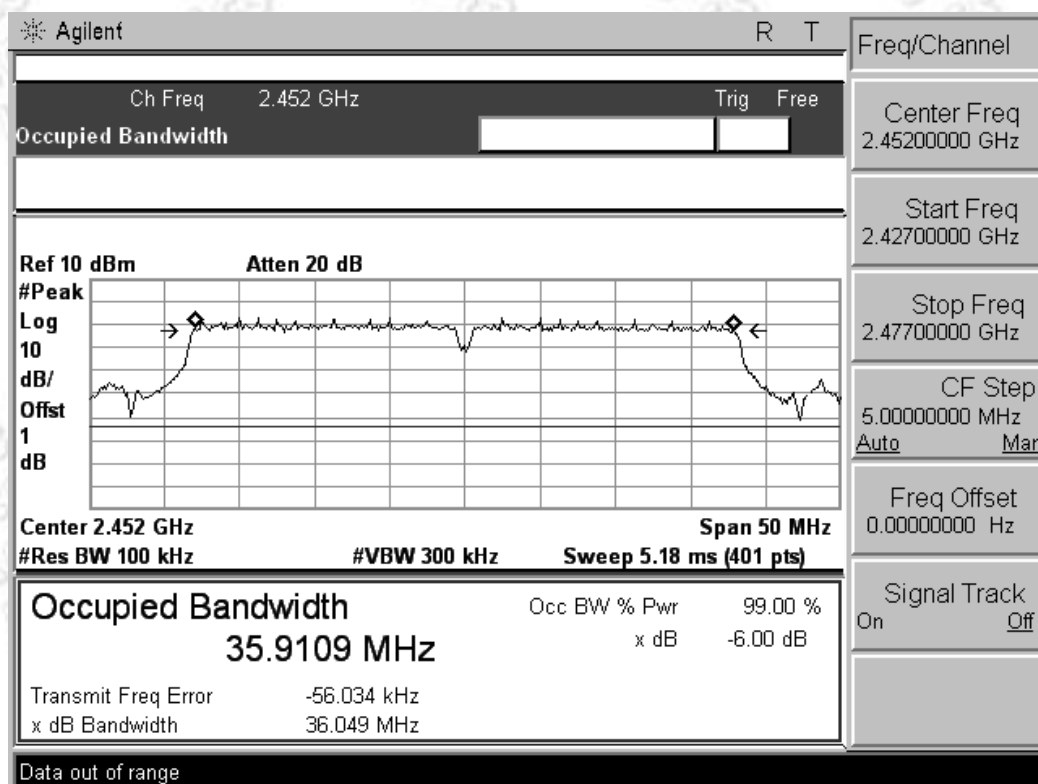 Agilent R T
Freq/Channel
Ch Freq 2.452 GHz Trig Free
Occupied Bandwidth
Center Freq
2.45200000 GHz
Start Freq
2.42700000 GHz
Stop Freq
2.47700000 GHz
CF Step
5.00000000 MHz
Auto Mar
Freq Offset
0.00000000 Hz
Signal Track
On Off
Ref 10 dBm Atten 20 dB
#Peak
Log
10
dB/
Offst
1
dB
Center 2.452 GHz Span 50 MHz
#Res BW 100 kHz #VBW 300 kHz Sweep 5.18 ms (401 pts)
Occupied Bandwidth Occ BW % Pwr 99.00 %
35.9109 MHz x dB -6.00 dB
Transmit Freq Error -56.034 kHz
x dB Bandwidth 36.049 MHz
Data out of range